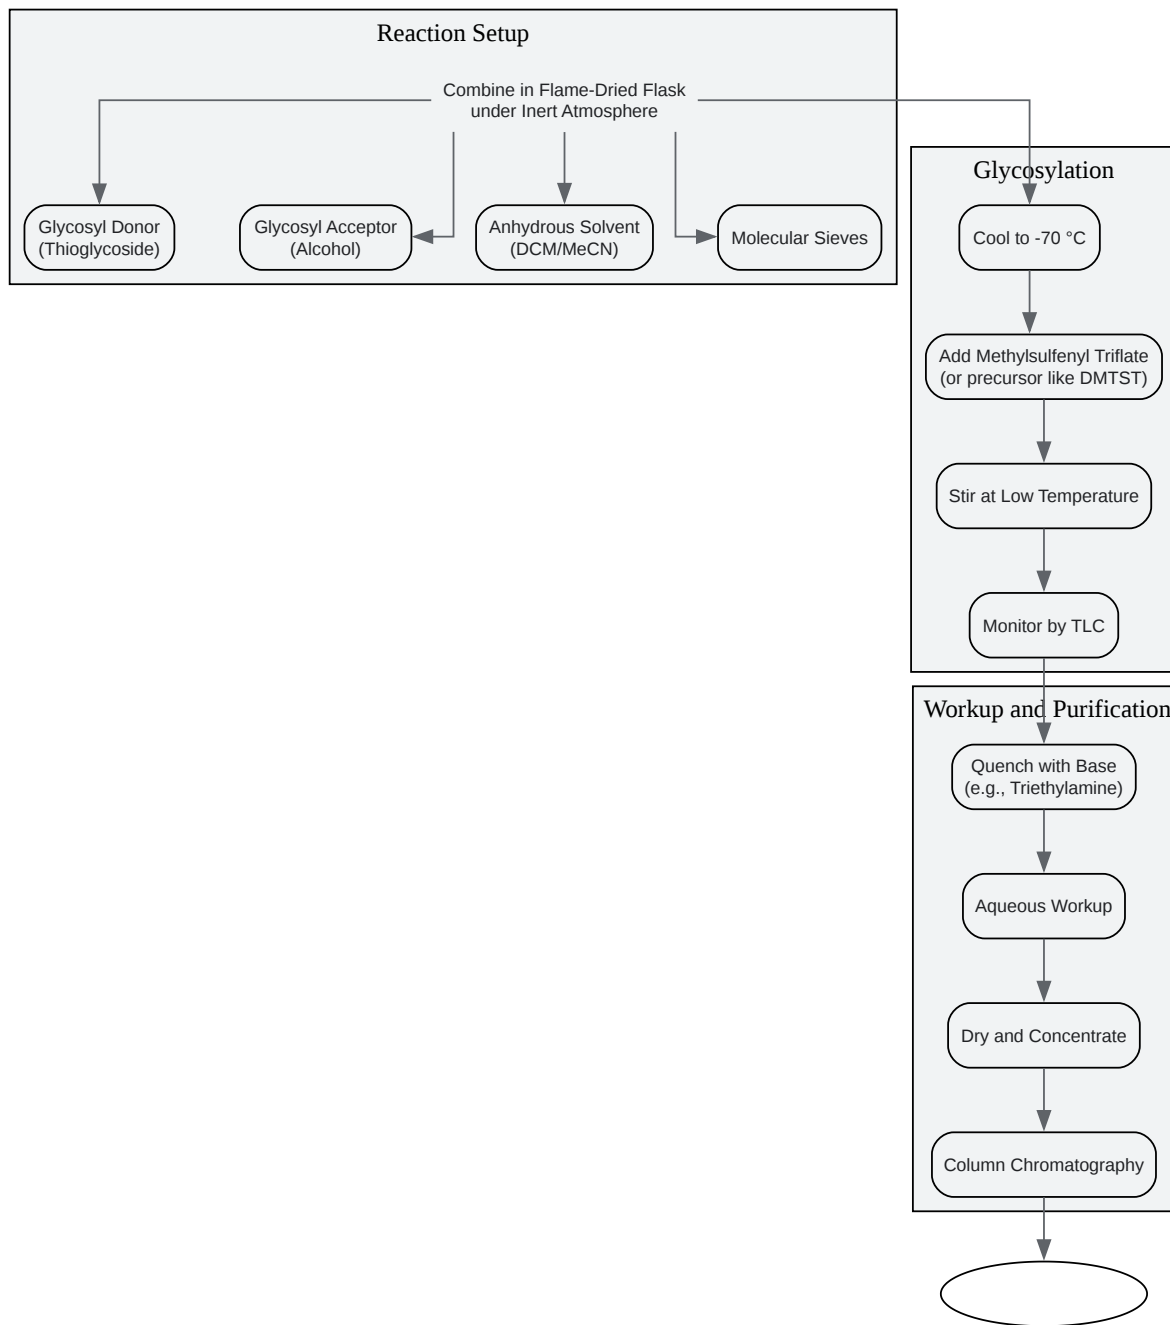 Reaction Setup
Combine in Flame-Dried Flask
under Inert Atmosphere
Glycosyl Donor
(Thioglycoside)
Glycosyl Acceptor
(Alcohol)
Anhydrous Solvent
(DCM/MeCN)
Molecular Sieves
Glycosylation
Cool to -70 °C
Add Methylsulfenyl Triflate
(or precursor like DMTST)
Stir at Low Temperature
Monitor by TLC
Workup and Purification
Quench with Base
(e.g., Triethylamine)
Aqueous Workup
Dry and Concentrate
Column Chromatography